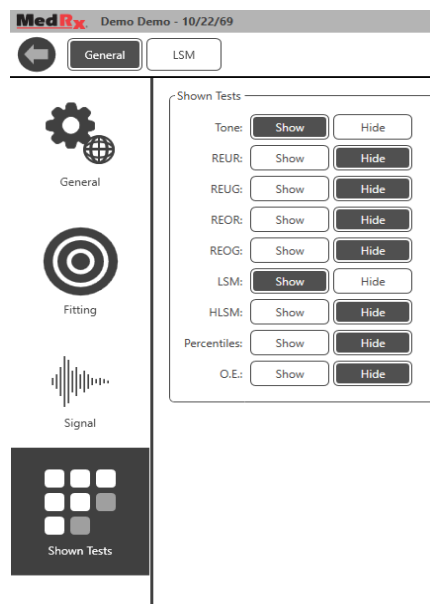 MedRx. Demo Demo - 10/22/69
General LSM
Shown Tests
Tone: Show Hide
REUR: Show Hide
General
REUG: Show Hide
REOR: Show Hide
REOG: Show Hide
LSM: Show Hide
Fitting
HLSM: Show Hide
Percentiles: Show Hide
O.E.: Show Hide
Signal
Shown Tests